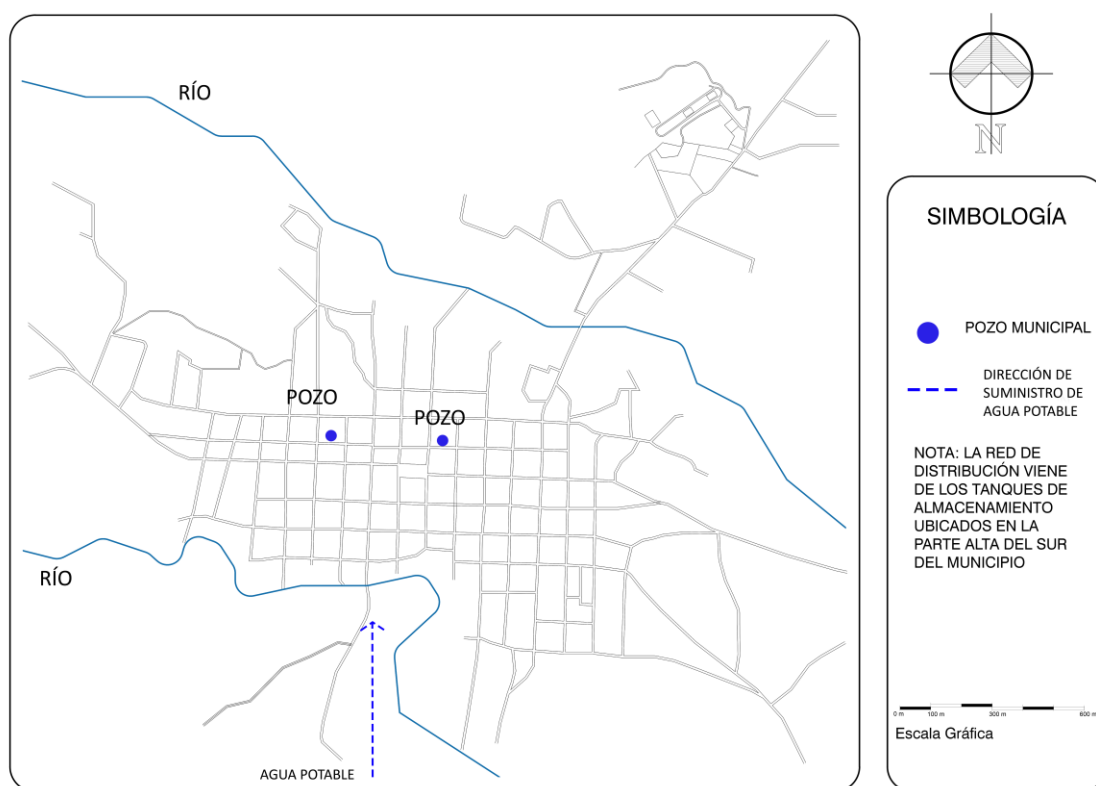 RÍO
POZO
POZO
RÍO
AGUA POTABLE
N
SIMBOLOGÍA
POZO MUNICIPAL
DIRECCIÓN DE
SUMINISTRO DE
AGUA POTABLE
NOTA: LA RED DE
DISTRIBUCIÓN VIENE
DE LOS TANQUES DE
ALMACENAMIENTO
UBICADOS EN LA
PARTE ALTA DEL SUR
DEL MUNICIPIO
0 m 100 m 300 m 600 m
Escala Gráfica